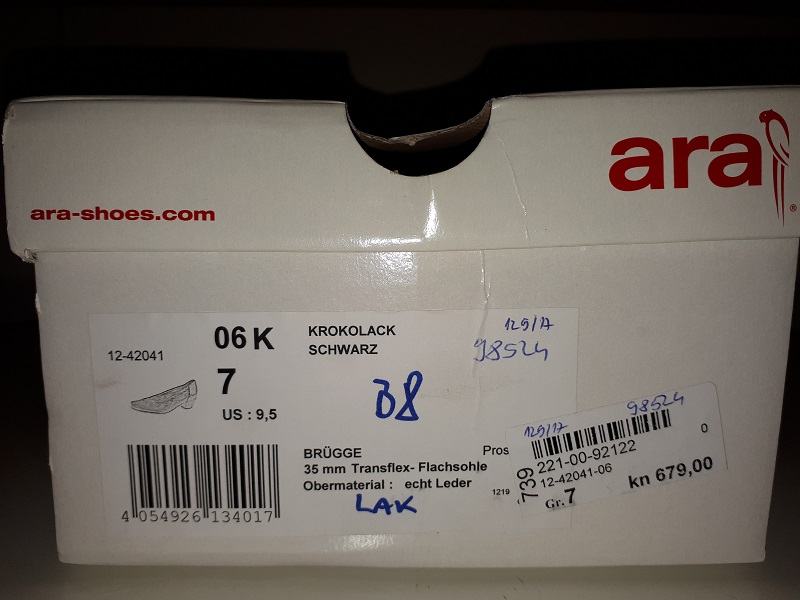 ara
®
ara-shoes.com
12-42041
06 K
7
US : 9,5
KROKOLACK
SCHWARZ
129/17
98524
38
BRÜGGE
35 mm Transflex- Flachsohle
Obermaterial : echt Leder
LAK
Pros
1219
4 054926 134017
129/17
98524
739
221-00-92122
0
12-42041-06
Gr. 7
kn 679,00